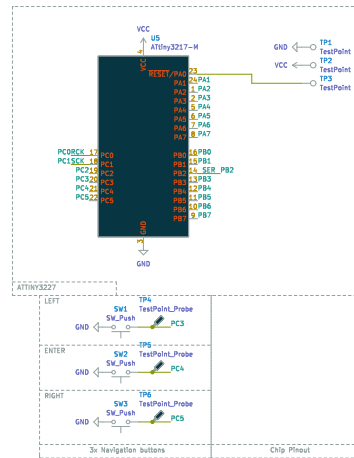 VCC
U5
ATtiny3217-M
4
VCC
23
RESET/PA0
24 PA1 PA1
1 PA2 PA2
2 PA3 PA3
5 PA4 PA4
6 PA5 PA5
7 PA6 PA6
8 PA7 PA7
GND TP1
TestPoint
VCC TP2
TestPoint
TP3
TestPoint
PC0RCK 17 PC0 PB0 16 PB0
PC1SCK 18 PC1 PB1 15 PB1
PC2 19 PC2 PB2 14 SER PB2
PC3 20 PC3 PB3 13 PB3
PC4 21 PC4 PB4 12 PB4
PC5 22 PC5 PB5 11 PB5
PB6 10 PB6
PB7 9 PB7
GND
3
GND
ATTINY3227
LEFT
TP4
SW1 TestPoint_Probe
SW_Push
GND PC3
ENTER
TP5
SW2 TestPoint_Probe
SW_Push
GND PC4
RIGHT
TP6
SW3 TestPoint_Probe
SW_Push
GND PC5
3x Navigation buttons
Chip Pinout